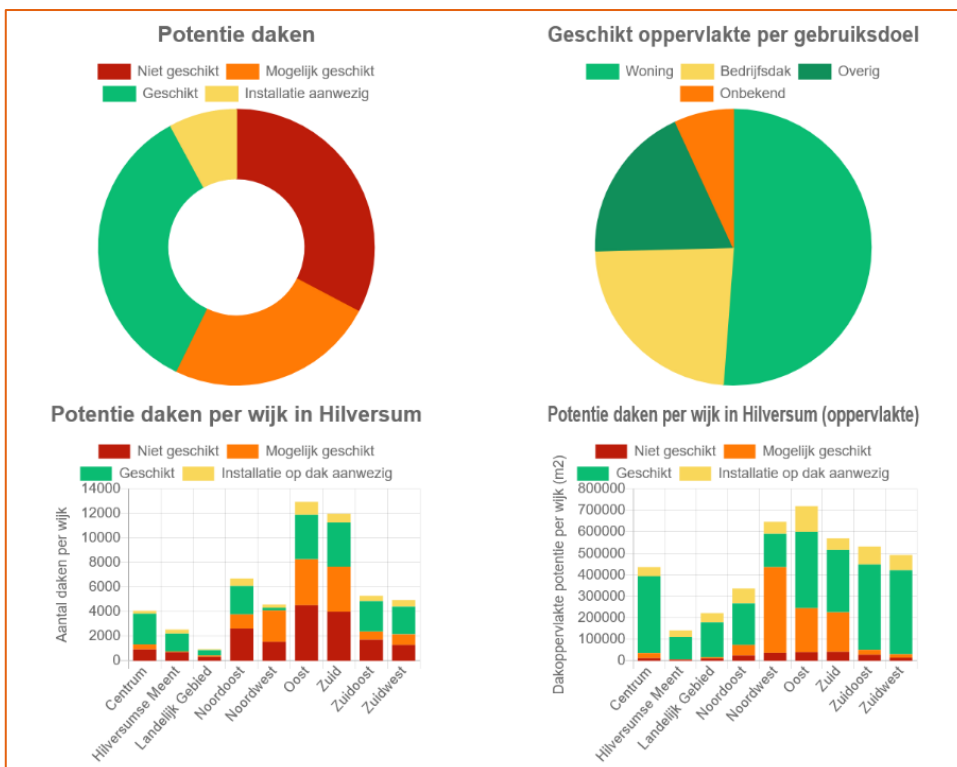 Potentie daken
Niet geschikt Mogelijk geschikt
Geschikt Installatie aanwezig
Geschikt oppervlakte per gebruiksdoel
Woning Bedrijfsdak Overig
Onbekend
Potentie daken per wijk in Hilversum
Niet geschikt Mogelijk geschikt
Geschikt Installatie op dak aanwezig
Aantal daken per wijk
14000
12000
10000
8000
6000
4000
2000
0
Centrum
Hilversumse Meent
Landelijk Gebied
Noordoost
Noordwest
Oost
Zuid
Zuidoost
Zuidwest
Potentie daken per wijk in Hilversum (oppervlakte)
Niet geschikt Mogelijk geschikt
Geschikt Installatie op dak aanwezig
Dakoppervlakte potentie per wijk (m2)
800000
700000
600000
500000
400000
300000
200000
100000
0
Centrum
Hilversumse Meent
Landelijk Gebied
Noordoost
Noordwest
Oost
Zuid
Zuidoost
Zuidwest